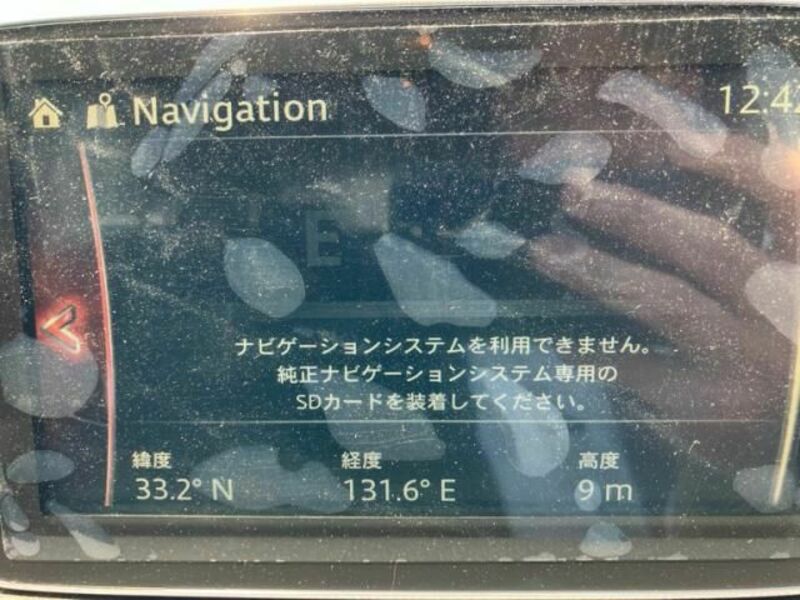 Navigation
ナビゲーションシステムを利用できません。
純正ナビゲーションシステム専用の
SDカードを装着してください。
緯度 経度 高度
33.2° N 131.6° E 9 m